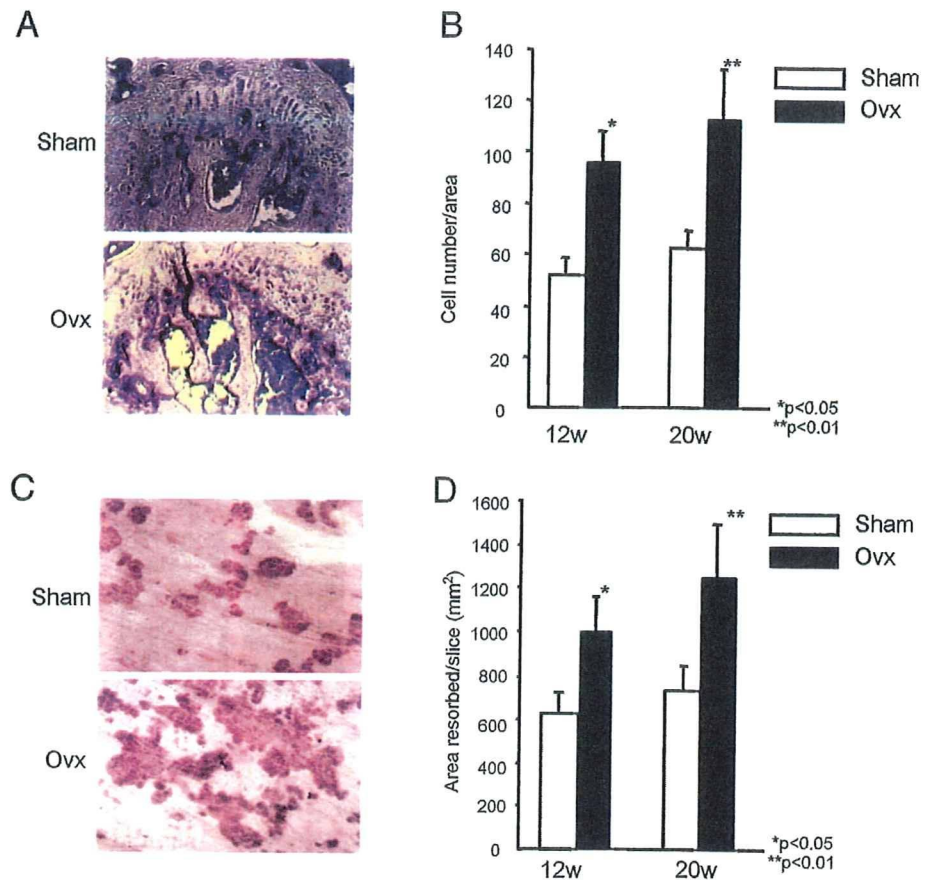 A
Sham
Ovx
B
140
120
100
80
60
40
20
0
Cell number/area
*
**
12w
20w
Sham
Ovx
*p<0.05
**p<0.01
C
Sham
Ovx
D
1600
1400
1200
1000
800
600
400
200
0
Area resorbed/slice (mm²)
*
**
12w
20w
Sham
Ovx
*p<0.05
**p<0.01